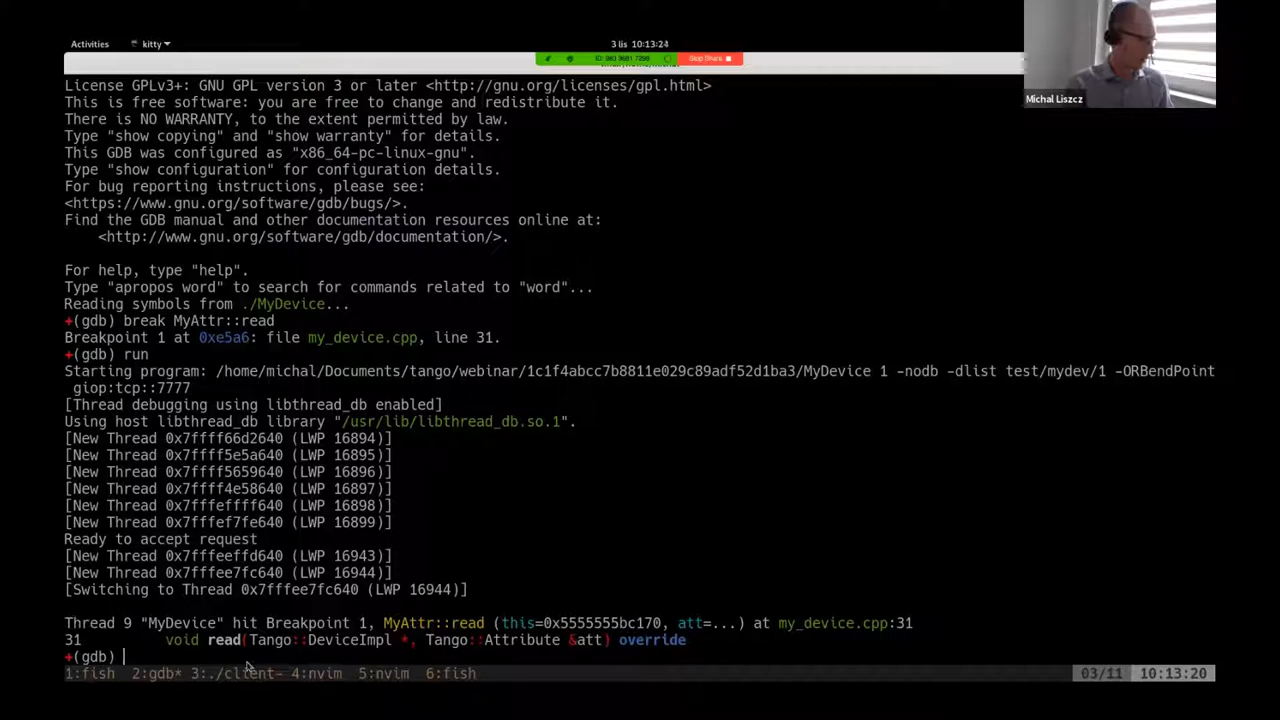 Activities kitty 3 lis 10:13:24
Stop Share
Michal Liszcz
License GPLv3+: GNU GPL version 3 or later <http://gnu.org/licenses/gpl.html>
This is free software: you are free to change and redistribute it.
There is NO WARRANTY, to the extent permitted by law.
Type "show copying" and "show warranty" for details.
This GDB was configured as "x86_64-pc-linux-gnu".
Type "show configuration" for configuration details.
For bug reporting instructions, please see:
<https://www.gnu.org/software/gdb/bugs/>.
Find the GDB manual and other documentation resources online at:
<http://www.gnu.org/software/gdb/documentation/>.
For help, type "help".
Type "apropos word" to search for commands related to "word"...
Reading symbols from ./MyDevice...
+(gdb) break MyAttr::read
Breakpoint 1 at 0xe5a6: file my_device.cpp, line 31.
+(gdb) run
Starting program: /home/michal/Documents/tango/webinar/1c1f4abcc7b8811e029c89adf52d1ba3/MyDevice 1 -nodb -dlist test/mydev/1 -ORBendPoint
giop:tcp::7777
[Thread debugging using libthread_db enabled]
Using host libthread_db library "/usr/lib/libthread_db.so.1".
[New Thread 0x7ffff66d2640 (LWP 16894)]
[New Thread 0x7ffff5e5a640 (LWP 16895)]
[New Thread 0x7ffff5659640 (LWP 16896)]
[New Thread 0x7ffff4e58640 (LWP 16897)]
[New Thread 0x7fffeffff640 (LWP 16898)]
[New Thread 0x7fffef7fe640 (LWP 16899)]
Ready to accept request
[New Thread 0x7fffeeffd640 (LWP 16943)]
[New Thread 0x7fffee7fc640 (LWP 16944)]
[Switching to Thread 0x7fffee7fc640 (LWP 16944)]
Thread 9 "MyDevice" hit Breakpoint 1, MyAttr::read (this=0x5555555bc170, att=...) at my_device.cpp:31
31 void read(Tango::DeviceImpl *, Tango::Attribute &att) override
+(gdb)
1:fish 2:gdb* 3:./client- 4:nvim 5:nvim 6:fish 03/11 10:13:20